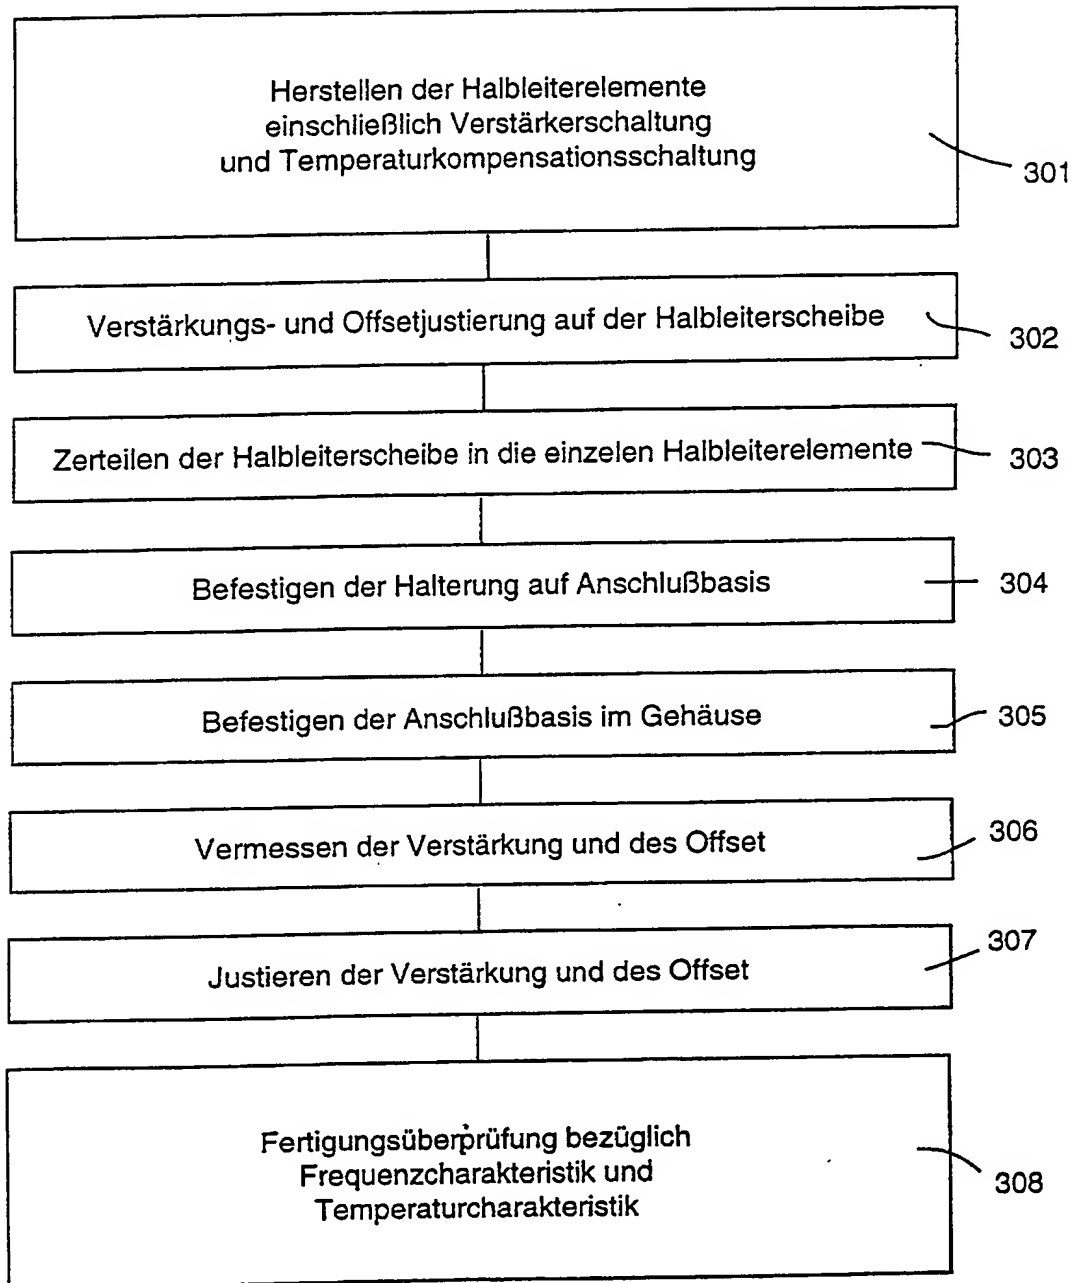 Herstellen der Halbleiterelemente
einschließlich Verstärkerschaltung
und Temperaturkompensationsschaltung
301
Verstärkungs- und Offsetjustierung auf der Halbleiterscheibe
302
Zerteilen der Halbleiterscheibe in die einzelen Halbleiterelemente
303
Befestigen der Halterung auf Anschlußbasis
304
Befestigen der Anschlußbasis im Gehäuse
305
Vermessen der Verstärkung und des Offset
306
Justieren der Verstärkung und des Offset
307
Fertigungsüberprüfung bezüglich
Frequenzcharakteristik und
Temperaturcharakteristik
308